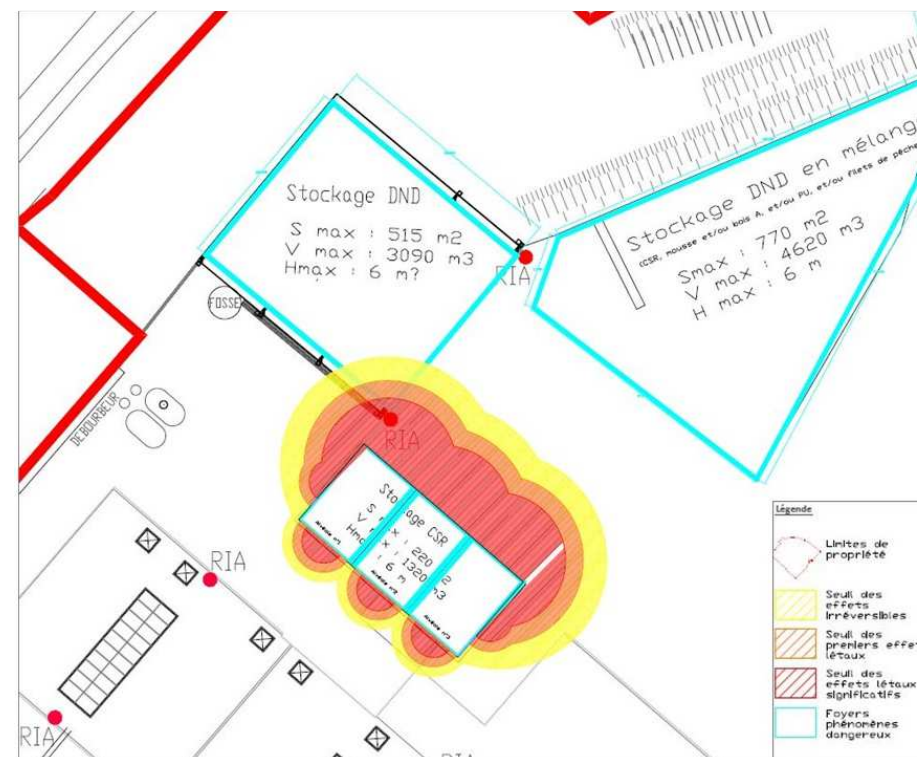 Stockage DND
S max : 515 m2
V max : 3090 m3
Hmax : 6 m?
Stockage DND en mélang
(CSR, mousse et/ou bois A, et/ou PU, et/ou filets de pêche
Smax : 770 m2
V max : 4620 m3
H max : 6 m
RIA
FOSSE
DEBOURBEUR
RIA
Stockage CSR
S max : 220 m2
V max : 1320 m3
: 6 m
RIA
RIA
RIA
Légende
Limites de
propriété
Seuil des
effets
irréversibles
Seuil des
premiers effet
létaux
Seuil des
effets létaux
significatifs
Foyers
phénomènes
dangereux